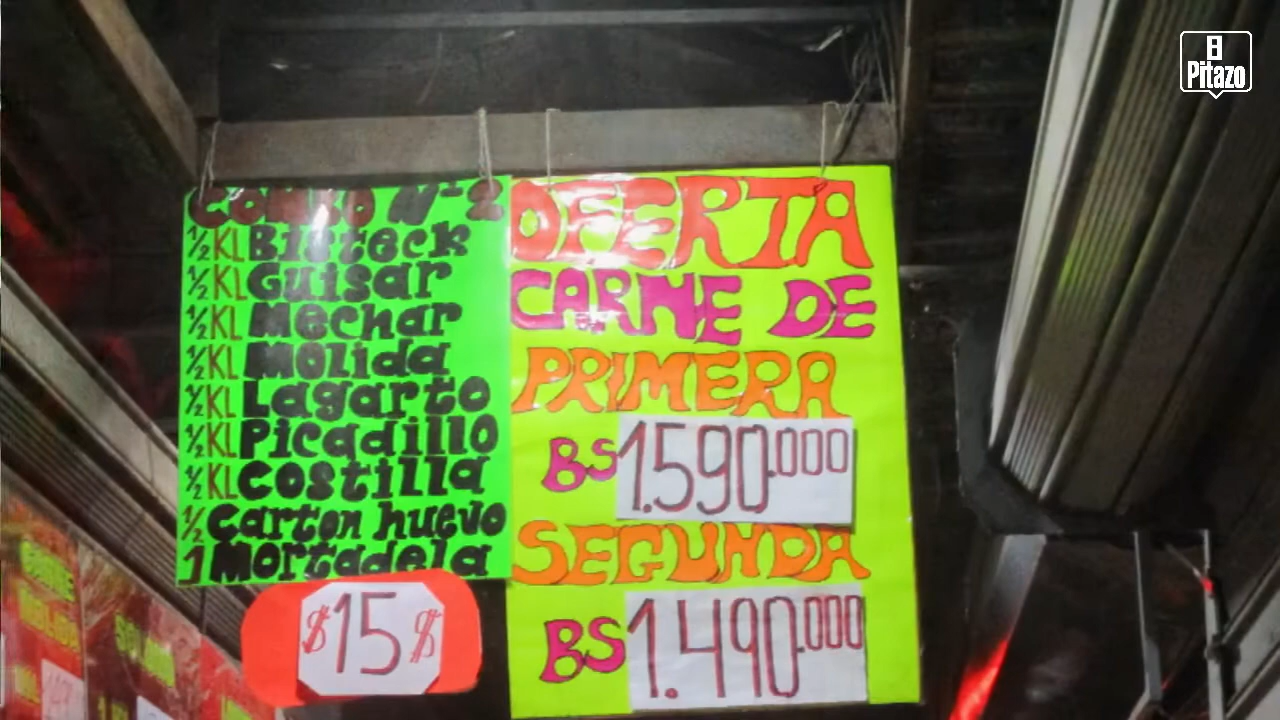 El
Pitazo
COMBO Nº 2
½ KL Bisteck
½ KL Guisar
½ KL Mechar
½ KL Molida
½ KL Lagarto
½ KL Picadillo
½ KL Costilla
½ Carton huevo
1 Mortadela
$15$
OFERTA
CARNE DE
PRIMERA
BS 1.590.000
SEGUNDA
BS 1.490.000